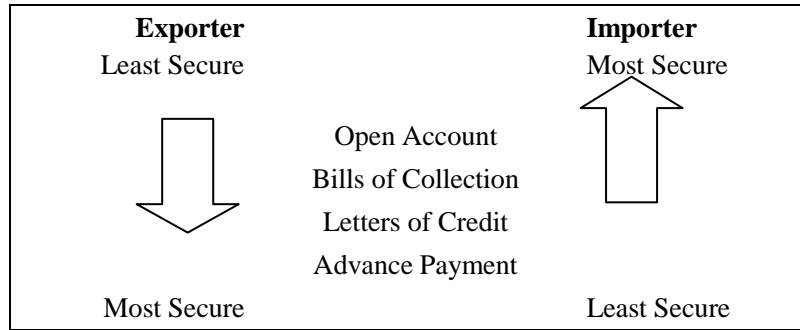 Exporter Importer
Least Secure Most Secure
Open Account
Bills of Collection
Letters of Credit
Advance Payment
Most Secure Least Secure